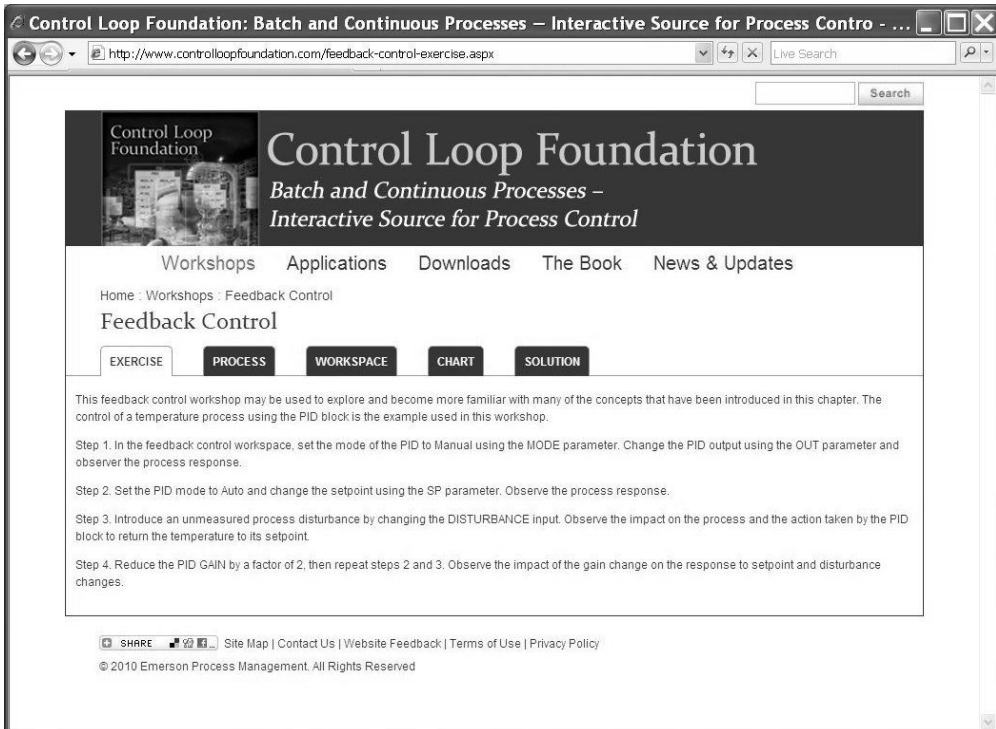 Control Loop Foundation: Batch and Continuous Processes — Interactive Source for Process Contro - ...
http://www.controlloopfoundation.com/feedback-control-exercise.aspx
Live Search
Search
Control Loop
Foundation
Control Loop Foundation
Batch and Continuous Processes –
Interactive Source for Process Control
Workshops Applications Downloads The Book News & Updates
Home : Workshops : Feedback Control
Feedback Control
EXERCISE PROCESS WORKSPACE CHART SOLUTION
This feedback control workshop may be used to explore and become more familiar with many of the concepts that have been introduced in this chapter. The
control of a temperature process using the PID block is the example used in this workshop.
Step 1. In the feedback control workspace, set the mode of the PID to Manual using the MODE parameter. Change the PID output using the OUT parameter and
observer the process response.
Step 2. Set the PID mode to Auto and change the setpoint using the SP parameter. Observe the process response.
Step 3. Introduce an unmeasured process disturbance by changing the DISTURBANCE input. Observe the impact on the process and the action taken by the PID
block to return the temperature to its setpoint.
Step 4. Reduce the PID GAIN by a factor of 2, then repeat steps 2 and 3. Observe the impact of the gain change on the response to setpoint and disturbance
changes.
SHARE Site Map | Contact Us | Website Feedback | Terms of Use | Privacy Policy
© 2010 Emerson Process Management. All Rights Reserved